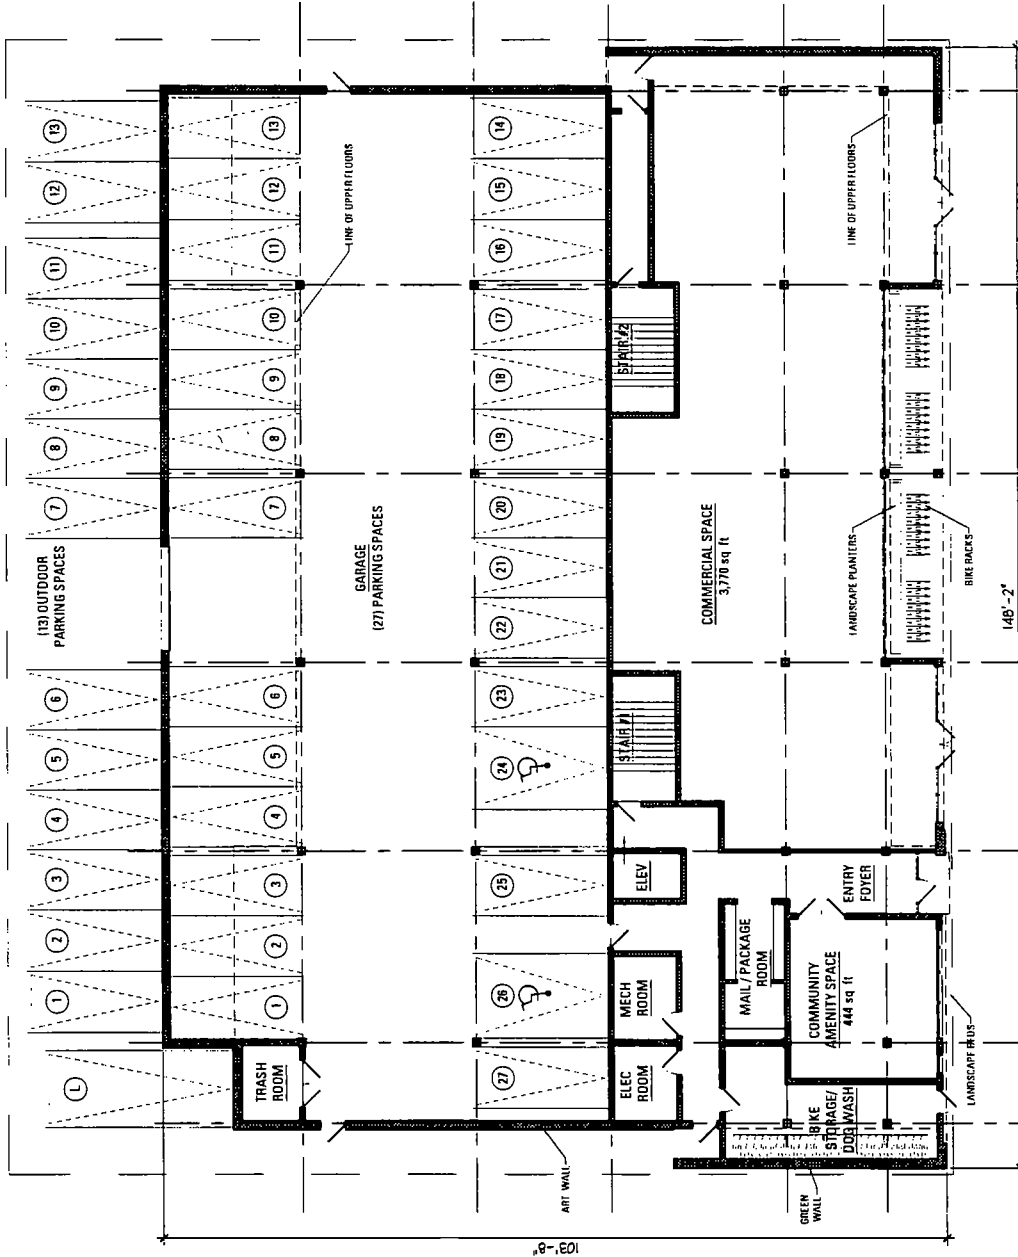 13
12
11
10
9
8
7
(13) OUTDOOR
PARKING SPACES
6
5
4
3
2
1
L
13
12
11
10
9
8
7
6
5
4
3
2
1
LINE OF UPPER FLOORS
GARAGE
(27) PARKING SPACES
TRASH
ROOM
14
15
16
17
18
19
20
21
22
23
24
25
26
27
ART WALL
STAIR #2
STAIR #1
ELEV
MECH
ROOM
ELEC
ROOM
COMMERCIAL SPACE
3,770 sq ft
MAIL / PACKAGE
ROOM
LINE OF UPPER FLOORS
ENTRY
FOYER
COMMUNITY
AMENITY SPACE
444 sq ft
BIKE
STORAGE/
DOG WASH
GREEN
WALL
LANDSCAPE PLANTERS
BIKE RACKS
LANDSCAPE BEDS
148'-2"
103'-8"